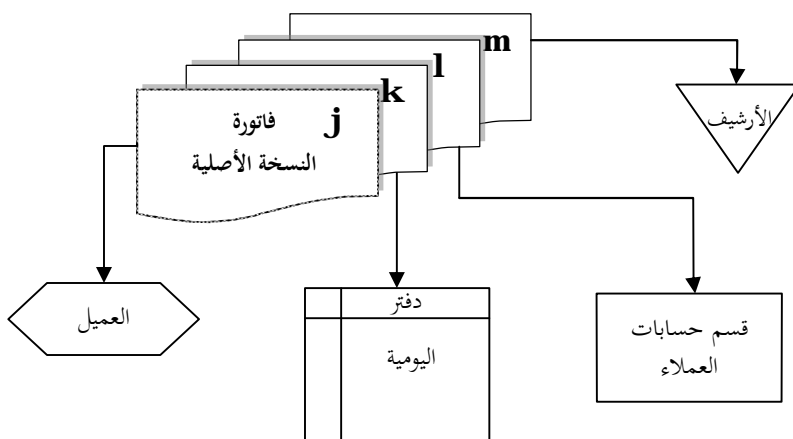 m
l
k
j
فاتورة
النسخة الأصلية
الأرشيف
العميل
دفتر
اليومية
قسم حسابات
العملاء